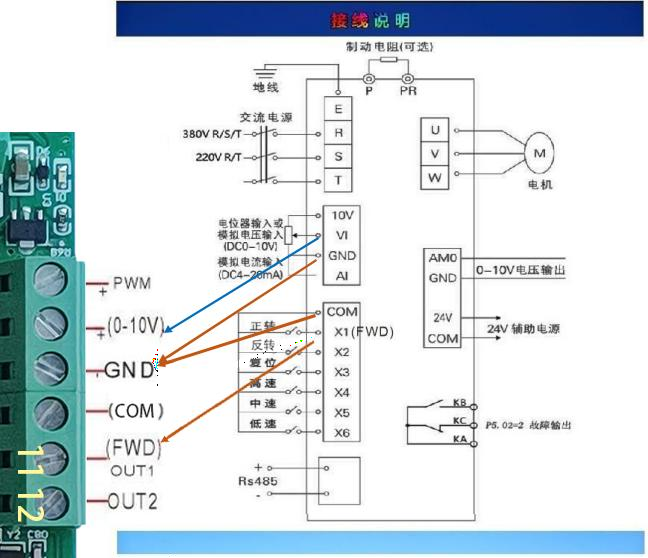 接线说明
制动电阻(可选)
P
PR
地线
交流电源
380V R/S/T
220V R/T
E
R
S
T
U
V
W
M
电机
电位器输入或
模拟电压输入
(DC0-10V)
模拟电流输入
(DC4-20mA)
10V
VI
GND
AI
AM0
GND
24V
COM
0-10V电压输出
24V 辅助电源
正转
反转
复位
高速
中速
低速
COM
X1(FWD)
X2
X3
X4
X5
X6
KB
KC
KA
P5.02=2 故障输出
+
Rs485
-
PWM
+
(0-10V)
+
GND
-
(COM)
(FWD)
OUT1
OUT2
11 12
Y2